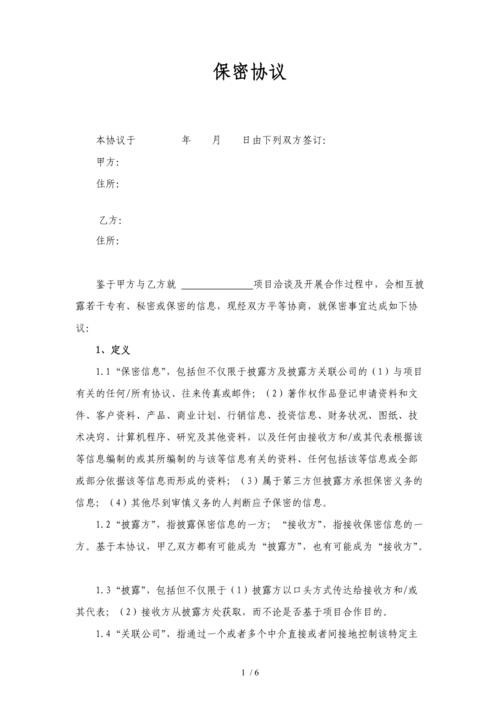 保密协议
本协议于 年 月 日由下列双方签订：
甲方：
住所：
乙方：
住所：
鉴于甲方与乙方就 ______________项目洽谈及开展合作过程中，会相互披
露若干专有、秘密或保密的信息，现经双方平等协商，就保密事宜达成如下协
议：
1、定义
1.1“保密信息”，包括但不仅限于披露方及披露方关联公司的（1）与项目
有关的任何/所有协议、往来传真或邮件；（2）著作权作品登记申请资料和文
件、客户资料、产品、商业计划、行销信息、投资信息、财务状况、图纸、技
术决窍、计算机程序、研究及其他资料，以及任何由接收方和/或其代表根据该
等信息编制的或其所编制的与该等信息有关的资料、任何包括该等信息或全部
或部分依据该等信息而形成的资料；（3）属于第三方但披露方承担保密义务的
信息；（4）其他尽到审慎义务的人判断应予保密的信息。
1.2“披露方”，指披露保密信息的一方；“接收方”，指接收保密信息的一
方。基于本协议，甲乙双方都有可能成为“披露方”，也有可能成为“接收方”。
1.3“披露”，包括但不仅限于（1）披露方以口头方式传达给接收方和/或
其代表；（2）接收方从披露方处获取，而不论是否基于项目合作目的。
1.4“关联公司”，指通过一个或者多个中介直接或者间接地控制该特定主
1 / 6